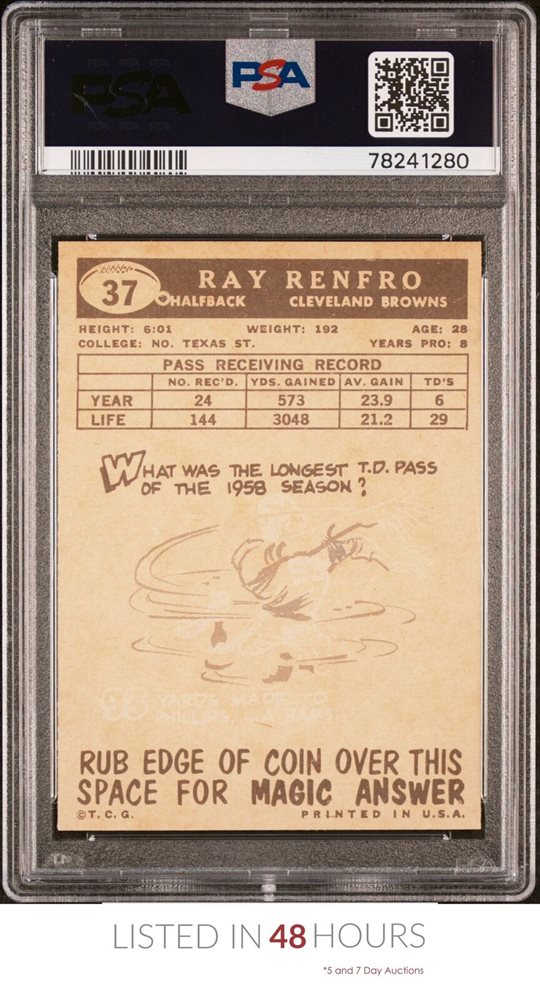 PSA
PSA
78241280
37
RAY RENFRO
HALFBACK CLEVELAND BROWNS
HEIGHT: 6:01 WEIGHT: 192 AGE: 28
COLLEGE: NO. TEXAS ST. YEARS PRO: 8
PASS RECEIVING RECORD
NO. REC'D. YDS. GAINED AV. GAIN TD'S
YEAR 24 573 23.9 6
LIFE 144 3048 21.2 29
WHAT WAS THE LONGEST T.D. PASS
OF THE 1958 SEASON?
93 YARDS
RUB EDGE OF COIN OVER THIS
SPACE FOR MAGIC ANSWER
©T.C.G. PRINTED IN U.S.A.
LISTED IN 48 HOURS
*5 and 7 Day Auctions